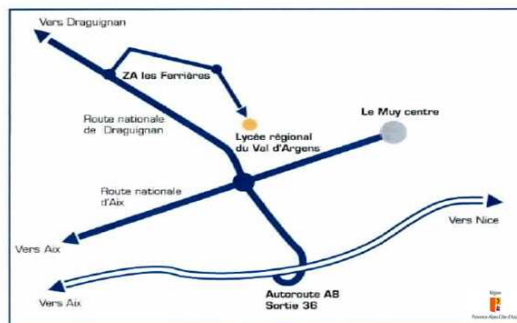 Vers Draguignan
ZA les Ferrières
Route nationale
de Draguignan
Le Muy centre
Lycée régional
du Val d'Argens
Route nationale
d'Aix
Vers Nice
Vers Aix
Vers Aix
Autoroute A8
Sortie 36
Région